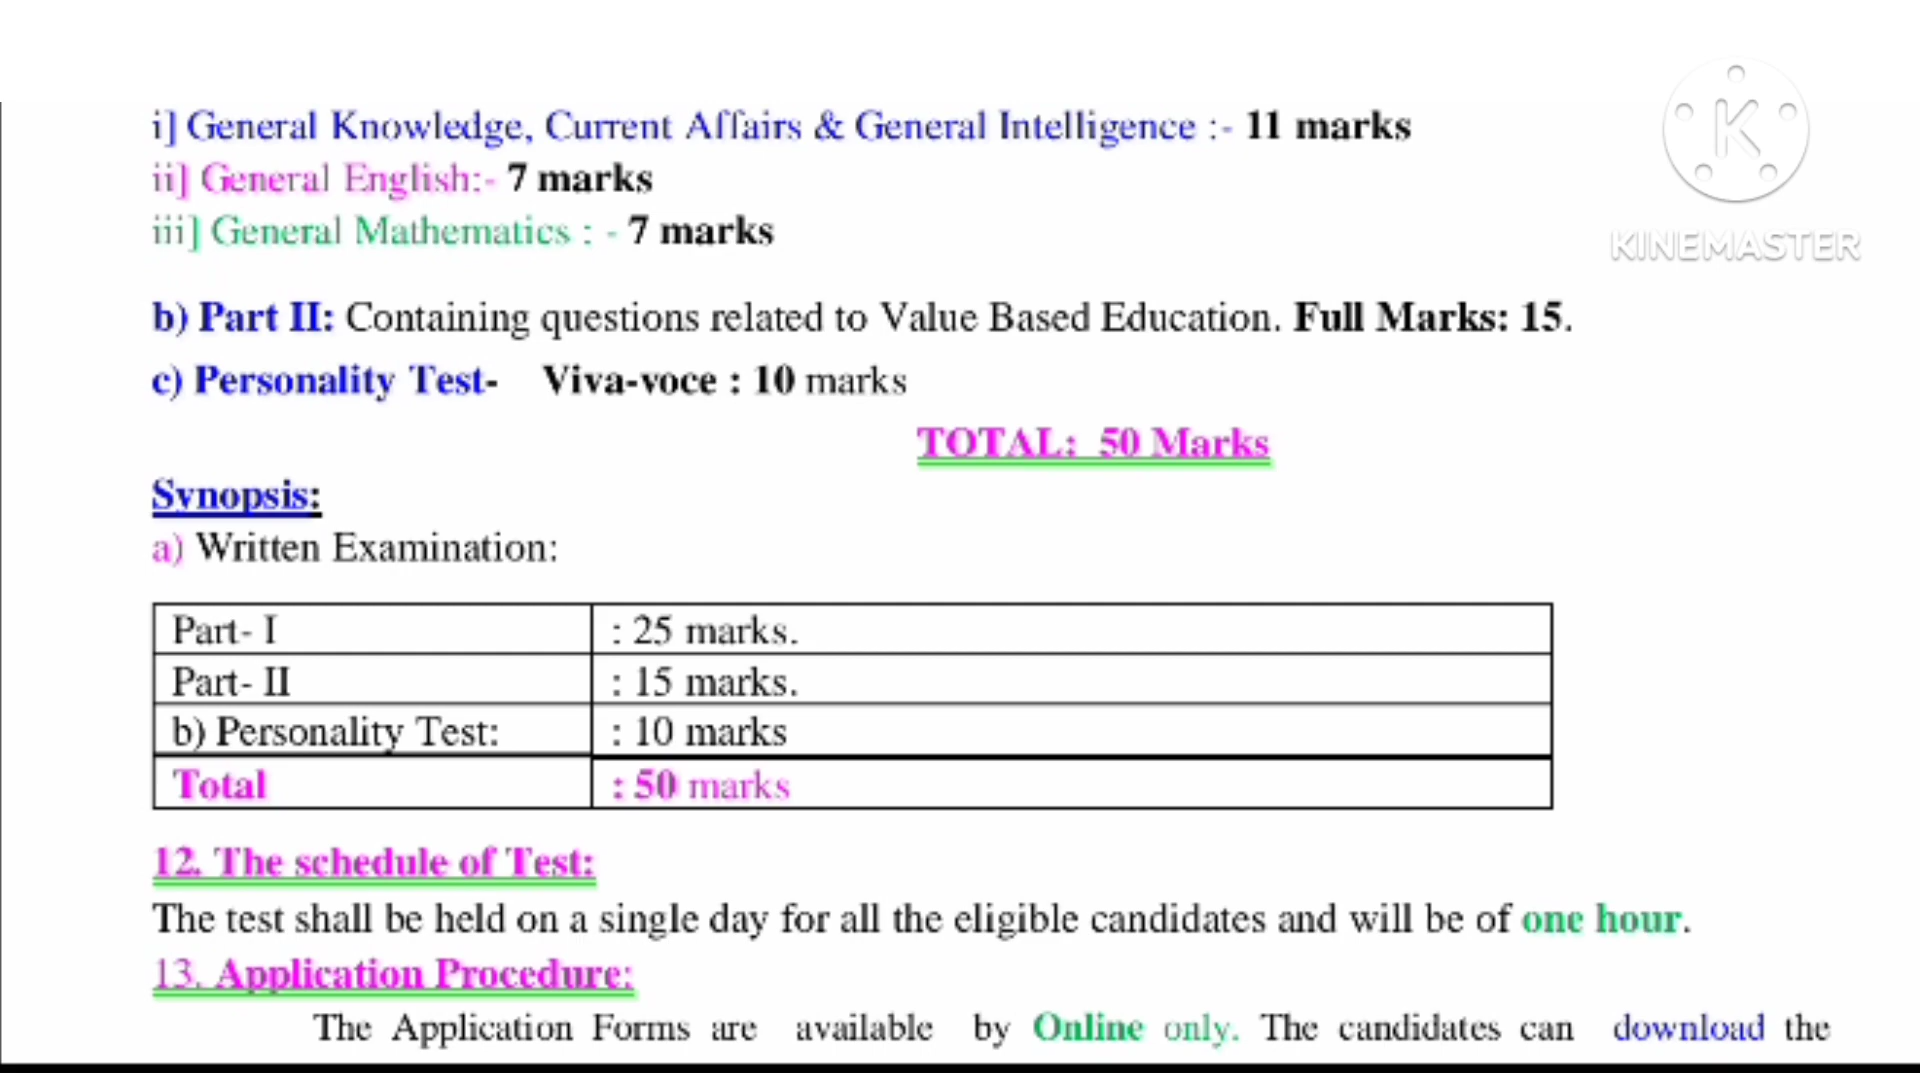 i] General Knowledge, Current Affairs & General Intelligence :- 11 marks
ii] General English:- 7 marks
iii] General Mathematics : - 7 marks
b) Part II: Containing questions related to Value Based Education. Full Marks: 15.
c) Personality Test- Viva-voce : 10 marks
TOTAL: 50 Marks
Synopsis:
a) Written Examination:
Part- I : 25 marks.
Part- II : 15 marks.
b) Personality Test: : 10 marks
Total : 50 marks
12. The schedule of Test:
The test shall be held on a single day for all the eligible candidates and will be of one hour.
13. Application Procedure:
The Application Forms are available by Online only. The candidates can download the
K
KINEMASTER